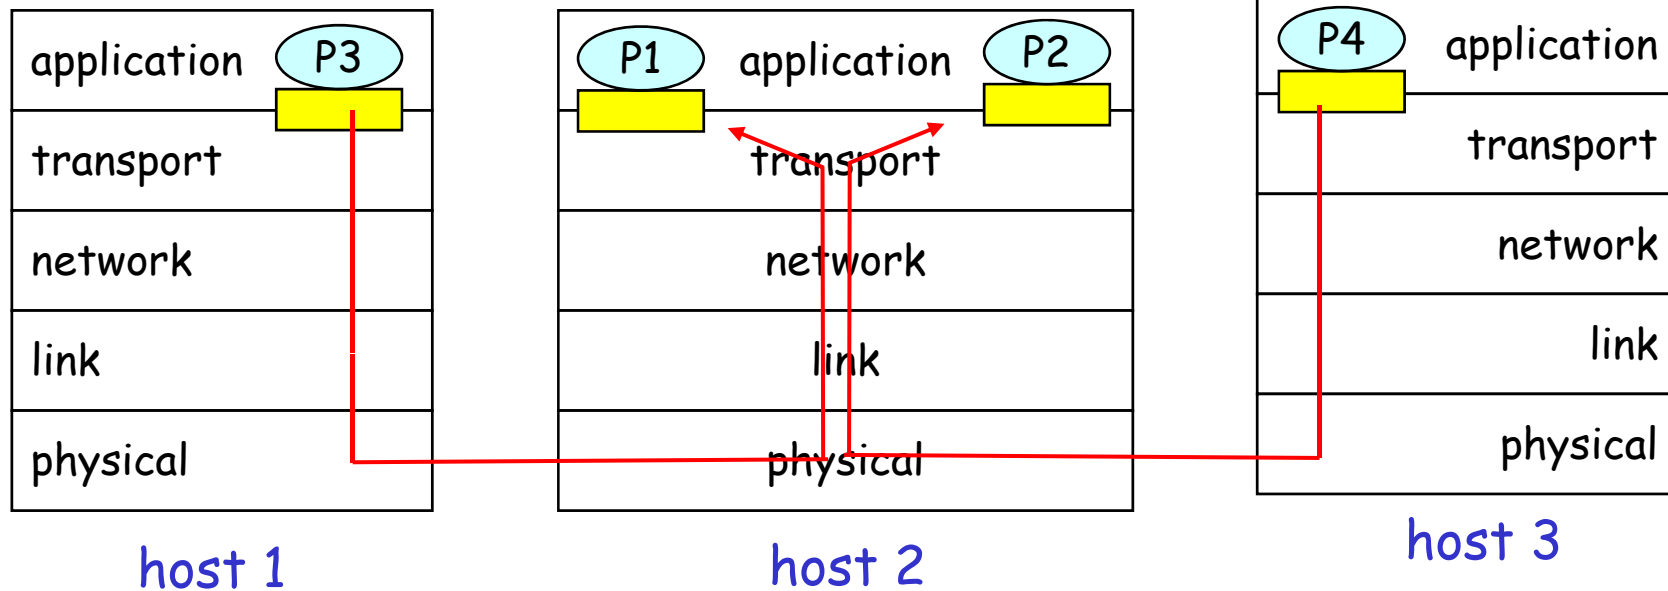 application
P3
transport
network
link
physical
host 1
P1
application
P2
transport
network
link
physical
host 2
P4
application
transport
network
link
physical
host 3